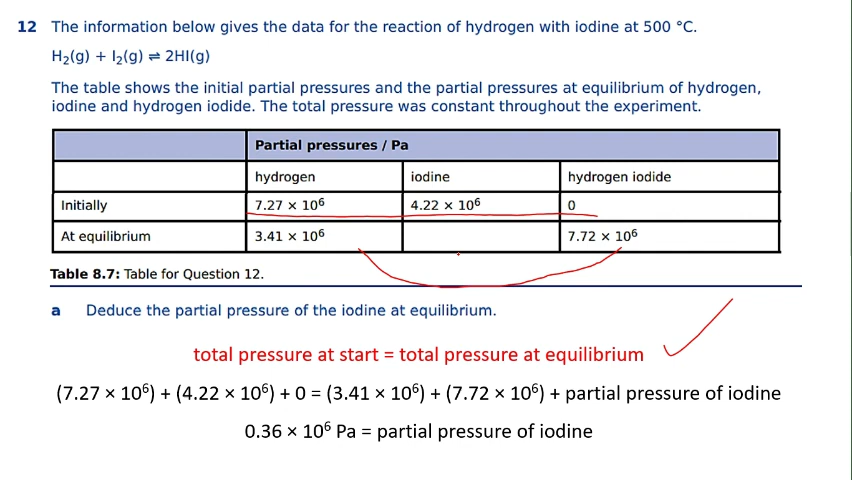 12 The information below gives the data for the reaction of hydrogen with iodine at 500 °C.
H₂(g) + I₂(g) ⇌ 2HI(g)
The table shows the initial partial pressures and the partial pressures at equilibrium of hydrogen,
iodine and hydrogen iodide. The total pressure was constant throughout the experiment.
Partial pressures / Pa
hydrogen iodine hydrogen iodide
Initially 7.27 × 10⁶ 4.22 × 10⁶ 0
At equilibrium 3.41 × 10⁶ 7.72 × 10⁶
Table 8.7: Table for Question 12.
a Deduce the partial pressure of the iodine at equilibrium.
total pressure at start = total pressure at equilibrium
(7.27 × 10⁶) + (4.22 × 10⁶) + 0 = (3.41 × 10⁶) + (7.72 × 10⁶) + partial pressure of iodine
0.36 × 10⁶ Pa = partial pressure of iodine